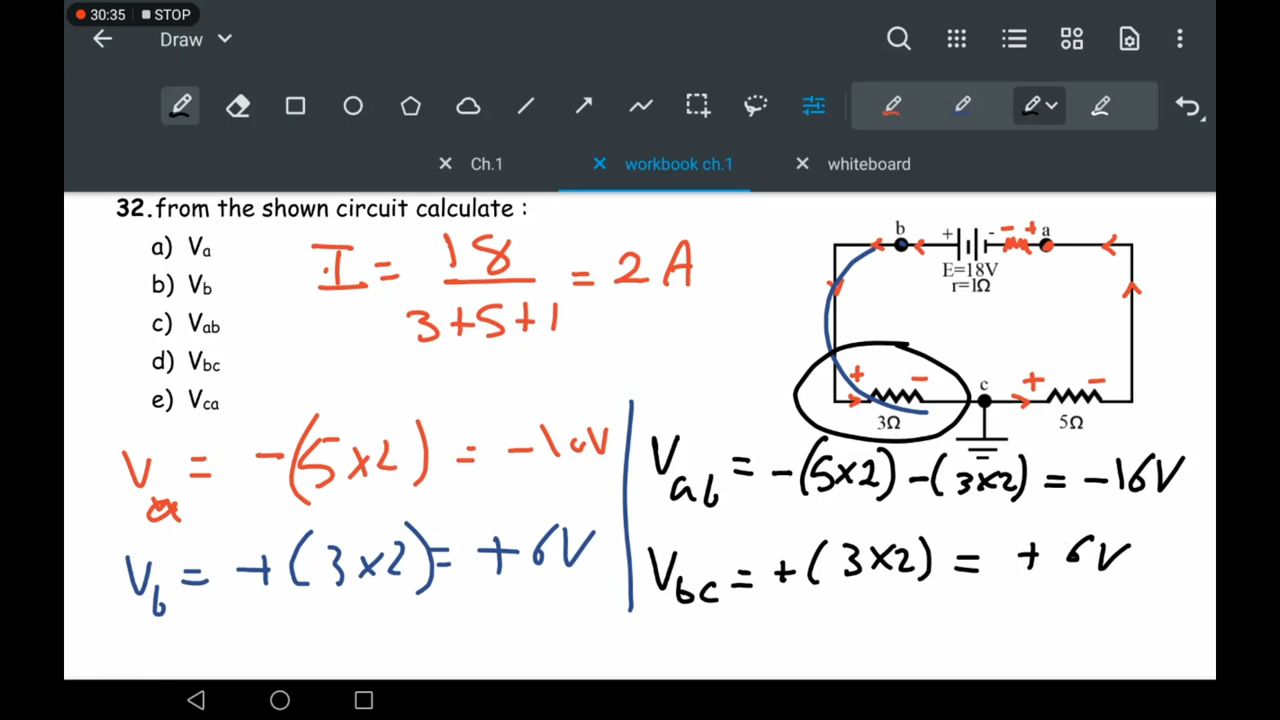 30:35 STOP
Draw
Ch.1
workbook ch.1
whiteboard
32.from the shown circuit calculate :
a) Va
b) Vb
c) Vab
d) Vbc
e) Vca
I = 18 / 3+5+1 = 2 A
b
+
-
- +
a
E=18V
r=1Ω
+ -
3Ω
c
+ -
5Ω
Va = -(5×2) = -10V
Vb = +(3×2)= +6V
Vab = -(5×2) -(3×2) = -16V
Vbc = +(3×2) = + 6V